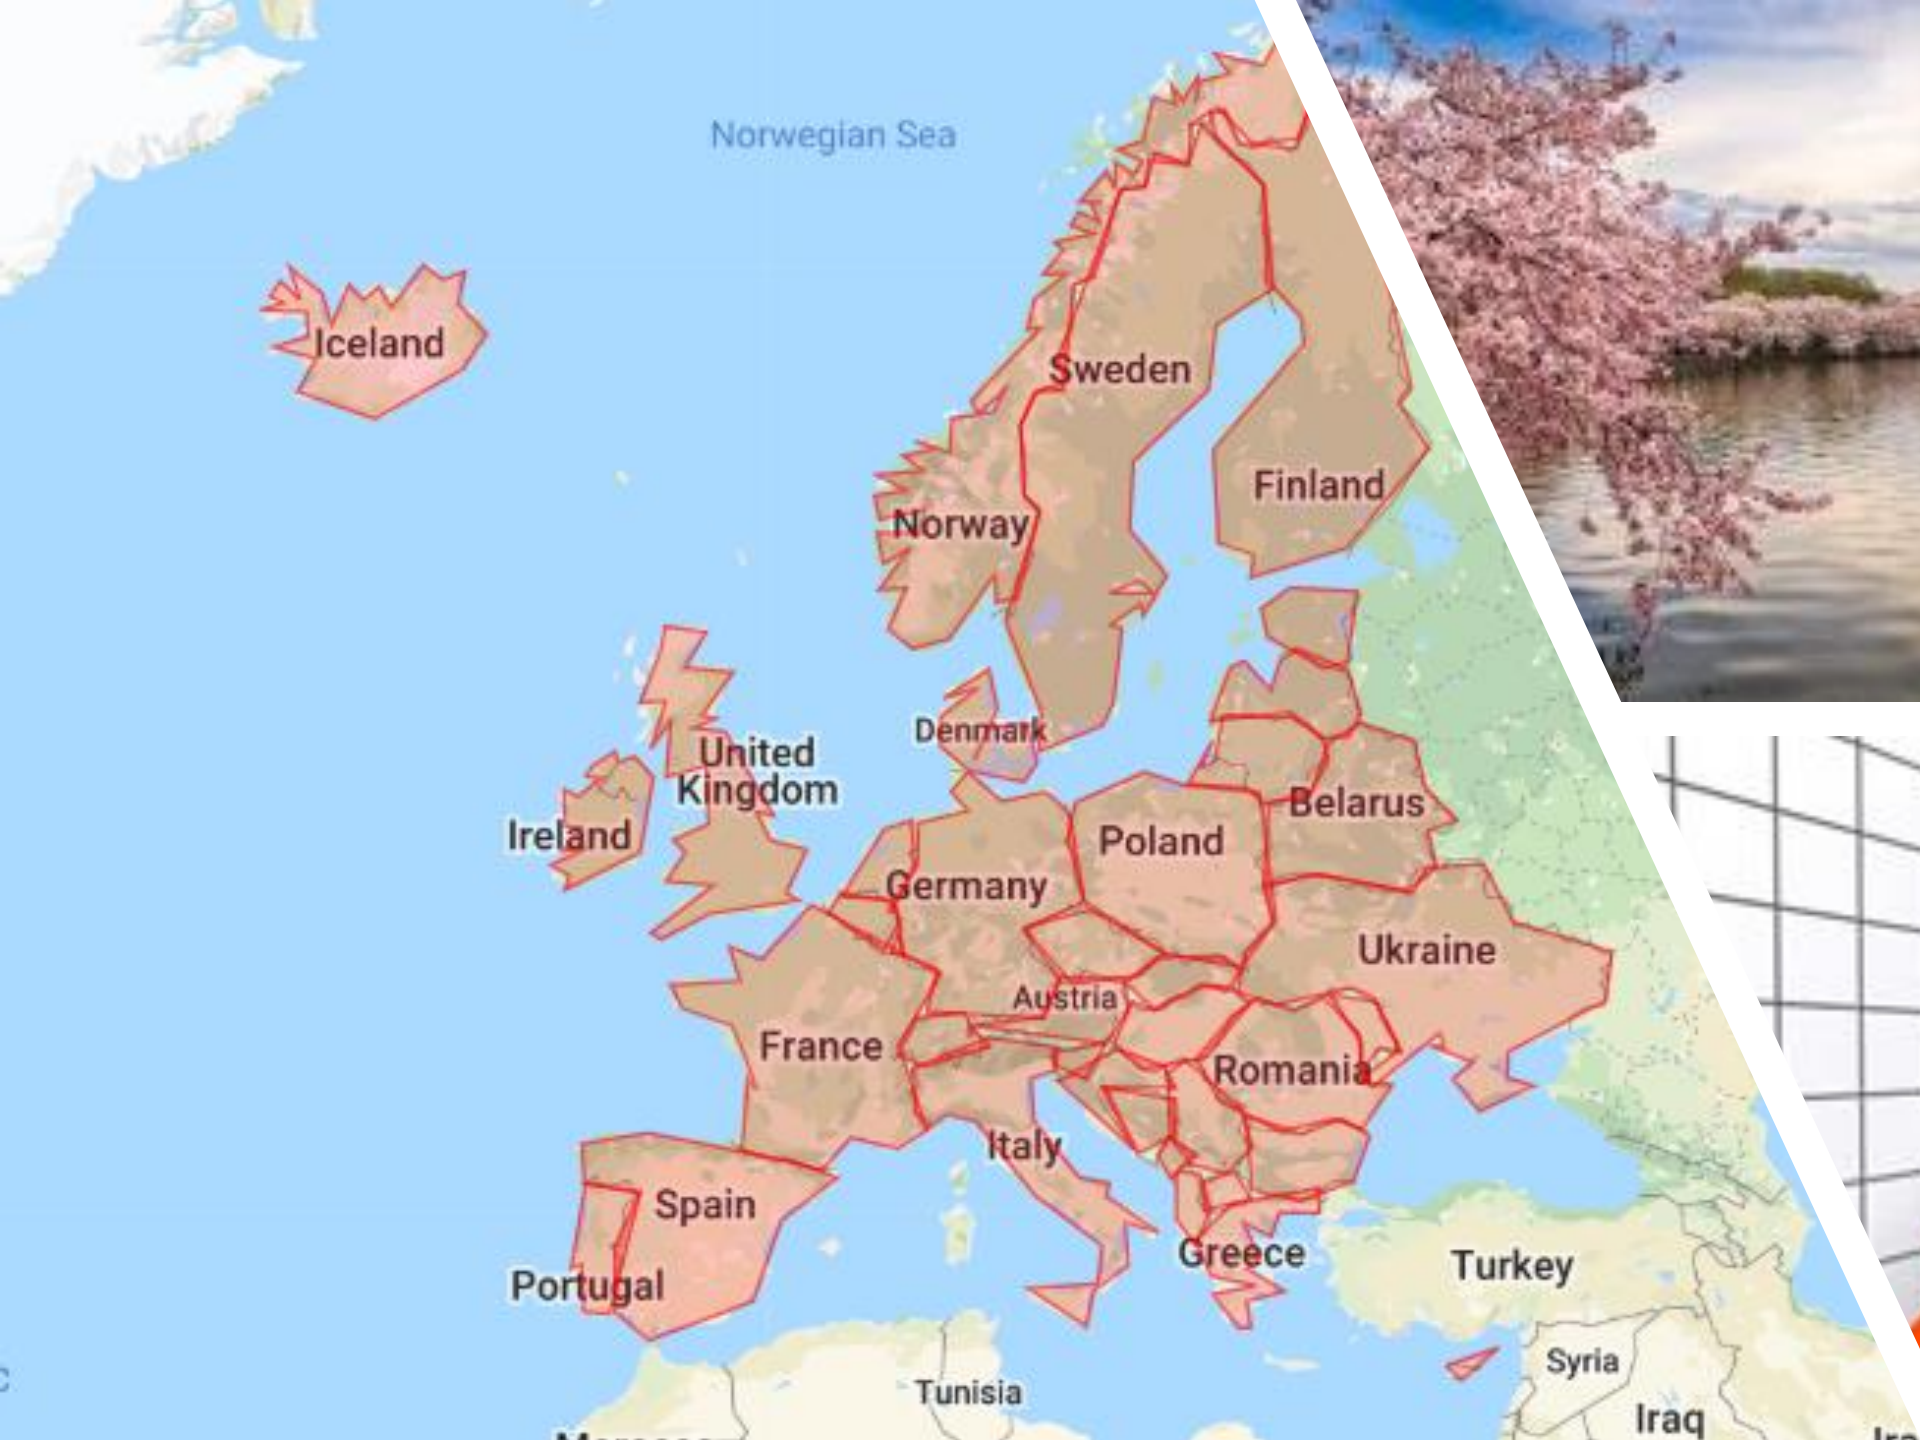 Norwegian Sea
Iceland
Sweden
Finland
Norway
Denmark
United
Kingdom
Ireland
Belarus
Poland
Germany
Ukraine
Austria
France
Romania
Italy
Spain
Greece
Turkey
Portugal
Syria
Tunisia
Iraq